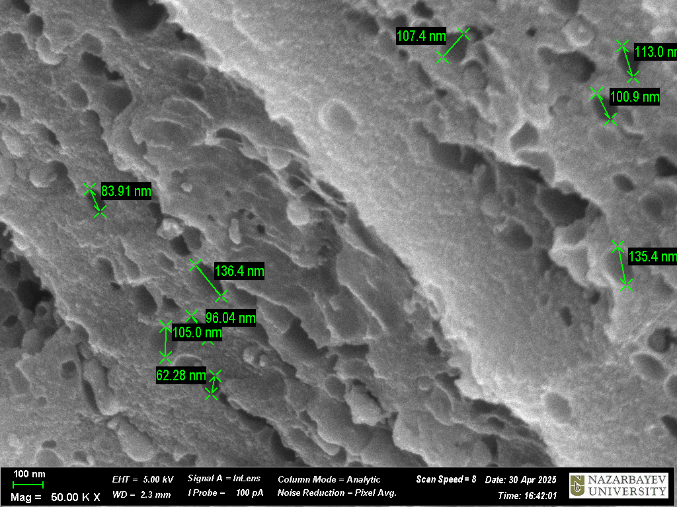 107.4 nm
113.0 n
100.9 nm
83.91 nm
135.4 n
136.4 nm
96.04 nm
105.0 nm
62.28 nm
100 nm
Mag = 50.00 K X
EHT = 5.00 kV
WD = 2.3 mm
Signal A = InLens
I Probe = 100 pA
Column Mode = Analytic
Noise Reduction = Pixel Avg.
Scan Speed = 8
Date: 30 Apr 2025
Time: 16:42:01
NAZARBAYEV
UNIVERSITY